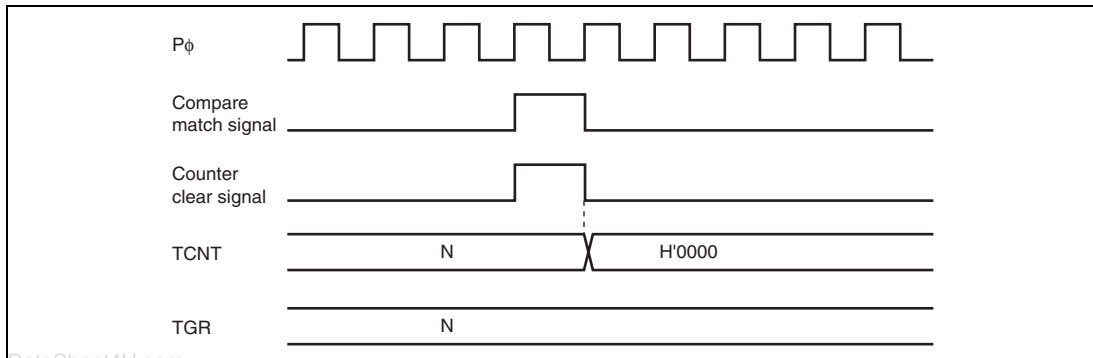 Pϕ
Compare
match signal
Counter
clear signal
TCNT
N
H'0000
TGR
N